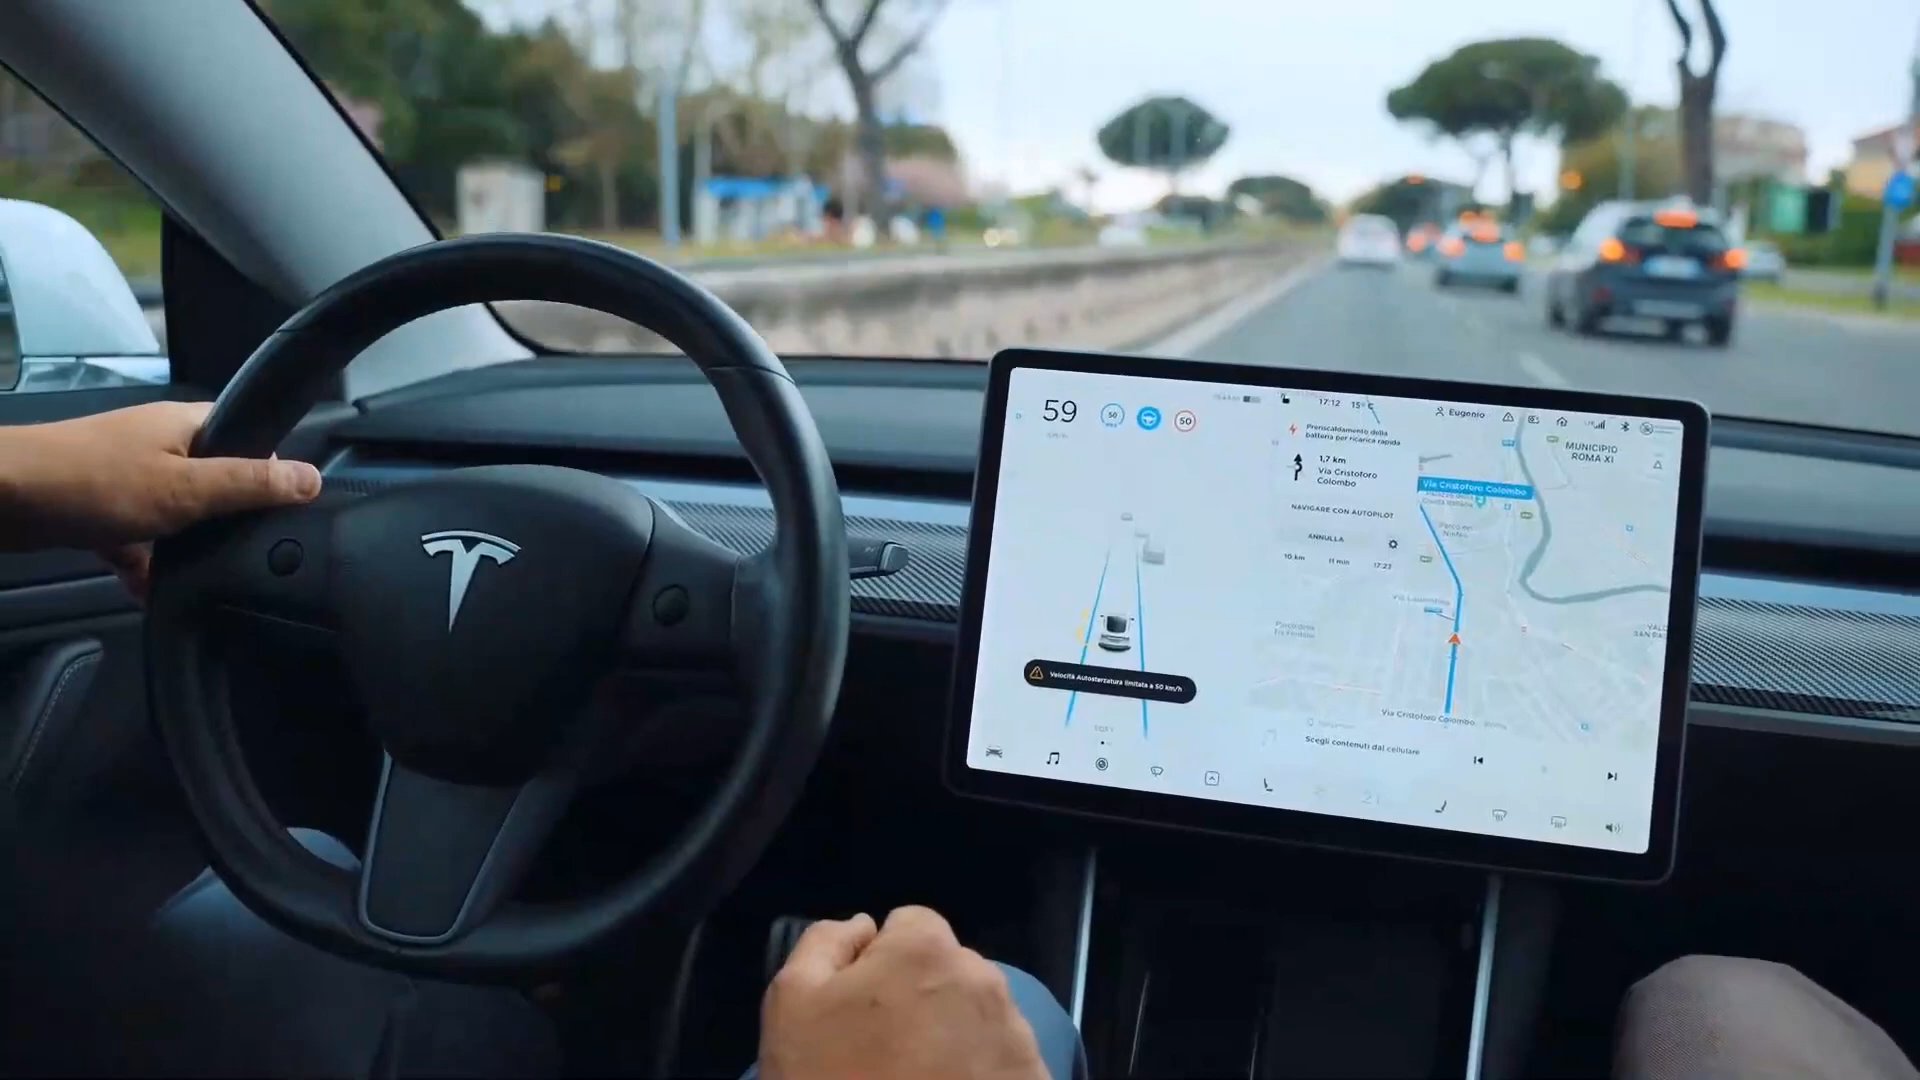 59
50
50
17:12 15° C
Eugenio
Preriscaldamento della
batteria per ricarica rapida
1,7 km
Via Cristoforo
Colombo
NAVIGARE CON AUTOPILOT
ANNULLA
10 km 11 min 17:23
MUNICIPIO
ROMA XI
Via Cristoforo Colombo
Via Laurentina
Velocità Autosterzatura limitata a 50 km/h
Via Cristoforo Colombo
Scegli contenuti dal cellulare